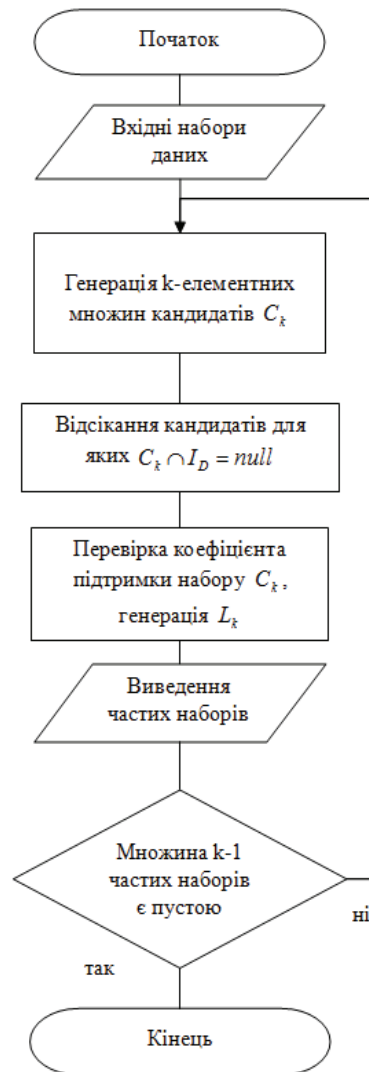 Початок
Вхідні набори
даних
Генерація k-елементних
множин кандидатів C_k
Відсікання кандидатів для
яких C_k ∩ I_D = null
Перевірка коефіцієнта
підтримки набору C_k ,
генерація L_k
Виведення
частих наборів
Множина k-1
частих наборів
є пустою
ні
так
Кінець